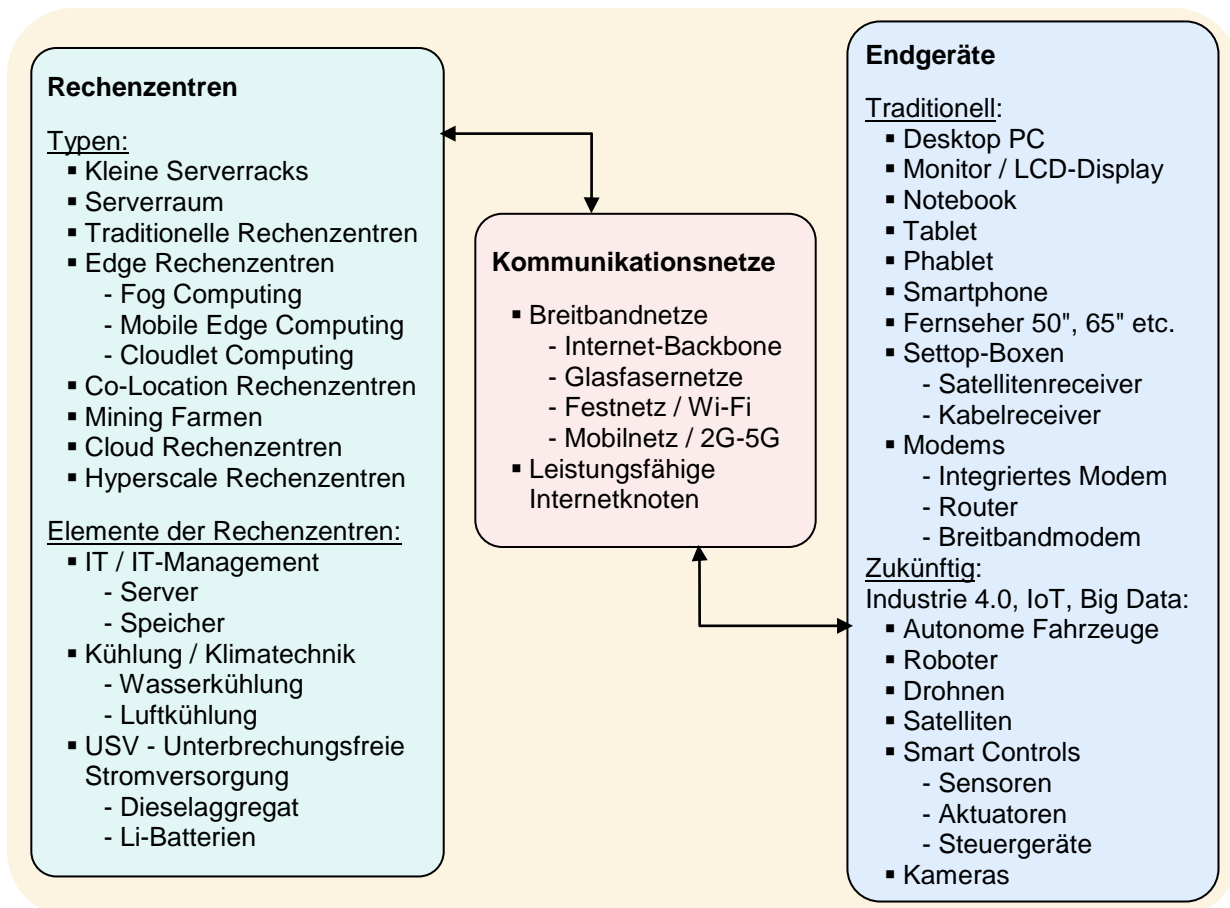 Rechenzentren
Typen:
▪ Kleine Serverracks
▪ Serverraum
▪ Traditionelle Rechenzentren
▪ Edge Rechenzentren
- Fog Computing
- Mobile Edge Computing
- Cloudlet Computing
▪ Co-Location Rechenzentren
▪ Mining Farmen
▪ Cloud Rechenzentren
▪ Hyperscale Rechenzentren
Elemente der Rechenzentren:
▪ IT / IT-Management
- Server
- Speicher
▪ Kühlung / Klimatechnik
- Wasserkühlung
- Luftkühlung
▪ USV - Unterbrechungsfreie
Stromversorgung
- Dieselaggregat
- Li-Batterien
Kommunikationsnetze
▪ Breitbandnetze
- Internet-Backbone
- Glasfasernetze
- Festnetz / Wi-Fi
- Mobilnetz / 2G-5G
▪ Leistungsfähige
Internetknoten
Endgeräte
Traditionell:
▪ Desktop PC
▪ Monitor / LCD-Display
▪ Notebook
▪ Tablet
▪ Phablet
▪ Smartphone
▪ Fernseher 50", 65" etc.
▪ Settop-Boxen
- Satellitenreceiver
- Kabelreceiver
▪ Modems
- Integriertes Modem
- Router
- Breitbandmodem
Zukünftig:
Industrie 4.0, IoT, Big Data:
▪ Autonome Fahrzeuge
▪ Roboter
▪ Drohnen
▪ Satelliten
▪ Smart Controls
- Sensoren
- Aktuatoren
- Steuergeräte
▪ Kameras